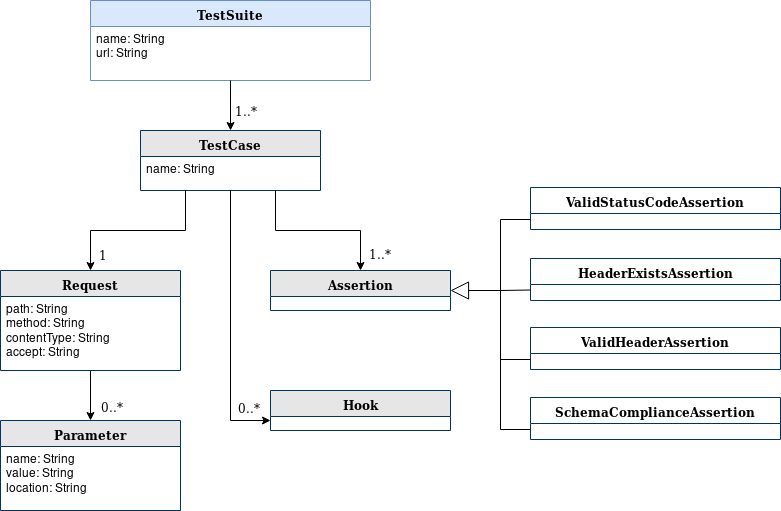 TestSuite
name: String
url: String
1..*
TestCase
name: String
1
Request
path: String
method: String
contentType: String
accept: String
0..*
Parameter
name: String
value: String
location: String
1..*
Assertion
0..*
Hook
ValidStatusCodeAssertion
HeaderExistsAssertion
ValidHeaderAssertion
SchemaComplianceAssertion